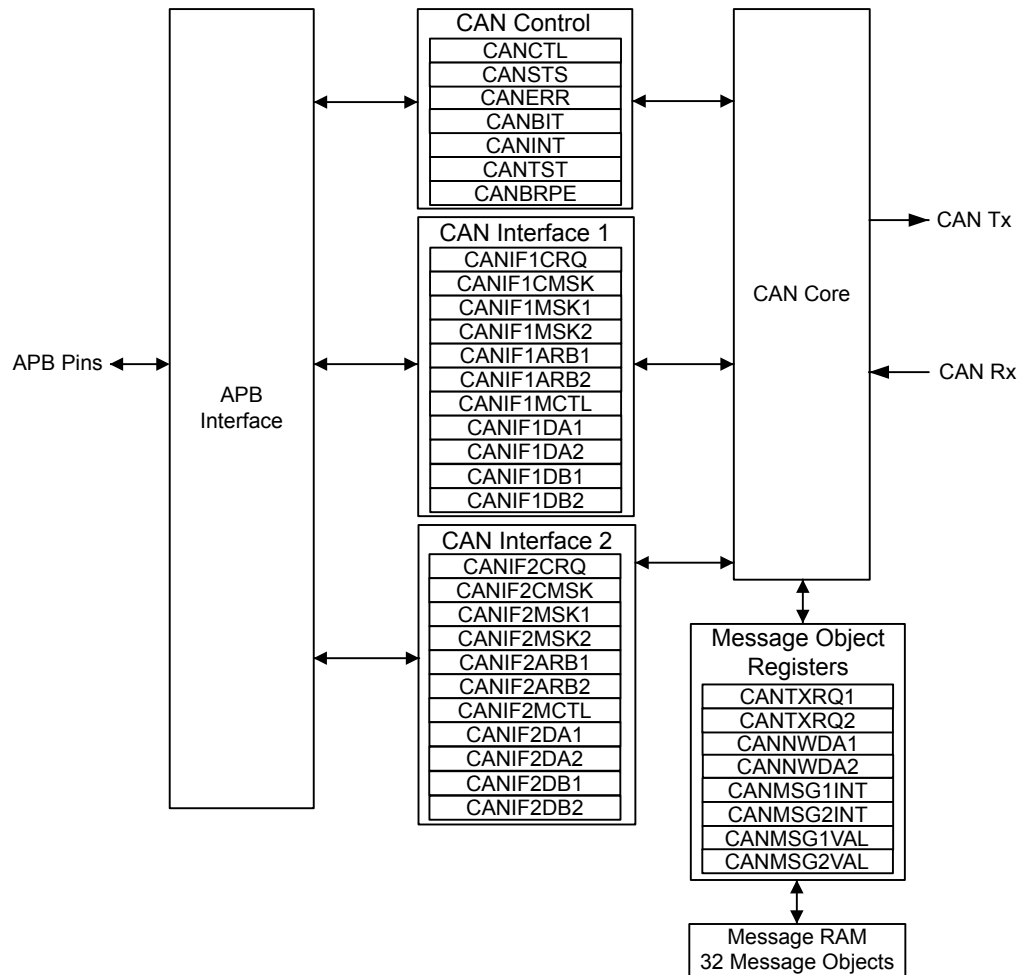 APB Pins
APB
Interface
CAN Control
CANCTL
CANSTS
CANERR
CANBIT
CANINT
CANTST
CANBRPE
CAN Interface 1
CANIF1CRQ
CANIF1CMSK
CANIF1MSK1
CANIF1MSK2
CANIF1ARB1
CANIF1ARB2
CANIF1MCTL
CANIF1DA1
CANIF1DA2
CANIF1DB1
CANIF1DB2
CAN Interface 2
CANIF2CRQ
CANIF2CMSK
CANIF2MSK1
CANIF2MSK2
CANIF2ARB1
CANIF2ARB2
CANIF2MCTL
CANIF2DA1
CANIF2DA2
CANIF2DB1
CANIF2DB2
CAN Core
CAN Tx
CAN Rx
Message Object
Registers
CANTXRQ1
CANTXRQ2
CANNWDA1
CANNWDA2
CANMSG1INT
CANMSG2INT
CANMSG1VAL
CANMSG2VAL
Message RAM
32 Message Objects